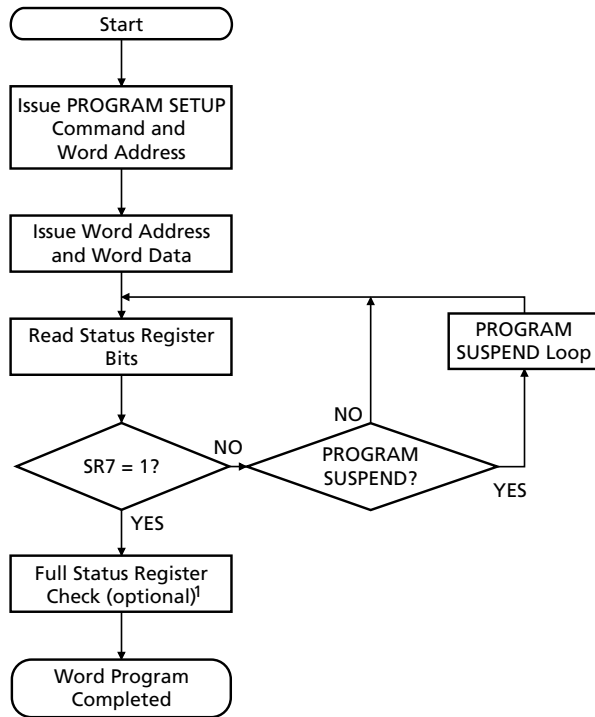 Start
Issue PROGRAM SETUP
Command and
Word Address
Issue Word Address
and Word Data
Read Status Register
Bits
PROGRAM
SUSPEND Loop
SR7 = 1?
NO
PROGRAM
SUSPEND?
NO
YES
YES
Full Status Register
Check (optional)¹
Word Program
Completed